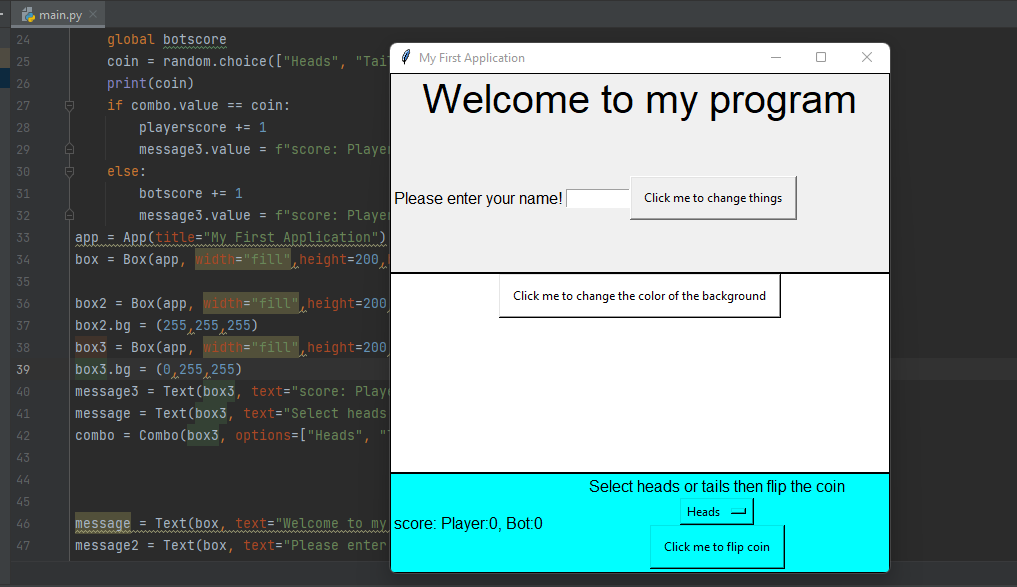 main.py
24 global botscore
25 coin = random.choice(["Heads", "Tai
26 print(coin)
27 if combo.value == coin:
28 playerscore += 1
29 message3.value = f"score: Player
30 else:
31 botscore += 1
32 message3.value = f"score: Player
33 app = App(title="My First Application")
34 box = Box(app, width="fill",height=200,
35
36 box2 = Box(app, width="fill",height=200,
37 box2.bg = (255,255,255)
38 box3 = Box(app, width="fill",height=200,
39 box3.bg = (0,255,255)
40 message3 = Text(box3, text="score: Playe
41 message = Text(box3, text="Select heads
42 combo = Combo(box3, options=["Heads", "T
43
44
45
46 message = Text(box, text="Welcome to my
47 message2 = Text(box, text="Please enter
My First Application
Welcome to my program
Please enter your name! Click me to change things
Click me to change the color of the background
Select heads or tails then flip the coin
Heads
score: Player:0, Bot:0
Click me to flip coin